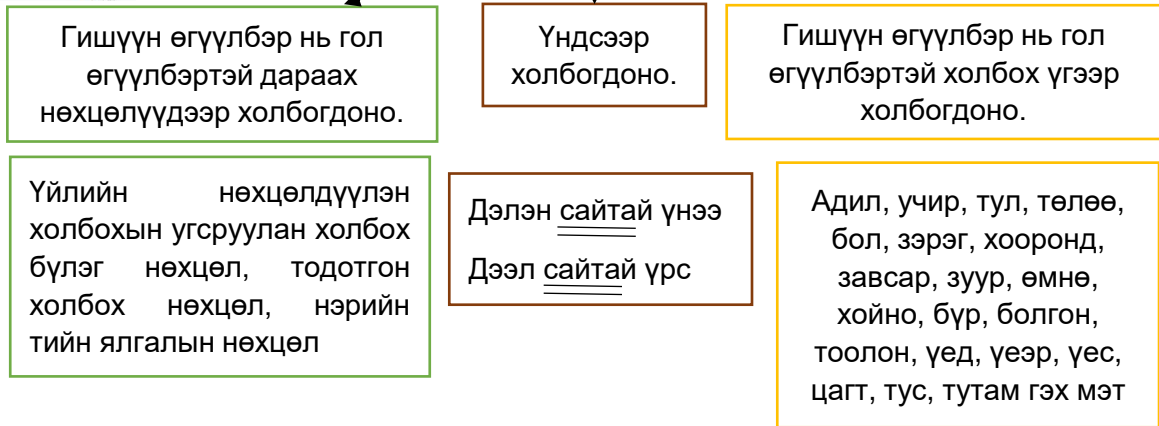 Гишүүн өгүүлбэр нь гол
өгүүлбэртэй дараах
нөхцөлүүдээр холбогдоно.
Үндсээр
холбогдоно.
Гишүүн өгүүлбэр нь гол
өгүүлбэртэй холбох үгээр
холбогдоно.
Үйлийн нөхцөлдүүлэн
холбохын угсруулан холбох
бүлэг нөхцөл, тодотгон
холбох нөхцөл, нэрийн
тийн ялгалын нөхцөл
Дэлэн сайтай үнээ
Дээл сайтай үрс
Адил, учир, тул, төлөө,
бол, зэрэг, хооронд,
завсар, зуур, өмнө,
хойно, бүр, болгон,
тоолон, үед, үеэр, үес,
цагт, тус, тутам гэх мэт